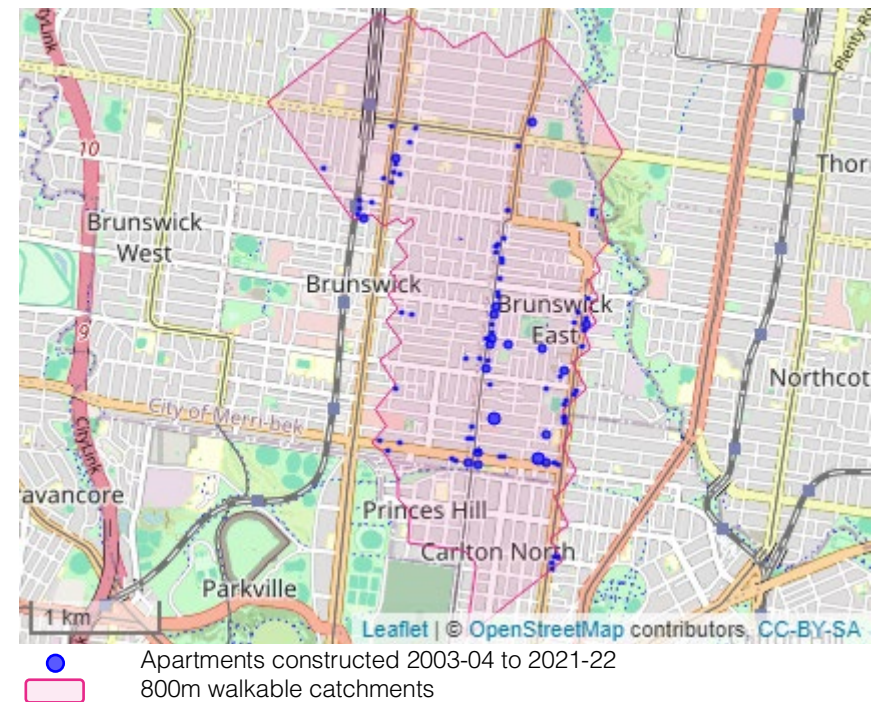 CityLink
Plenty Ro
10
Thor
Brunswick
West
Brunswick
Brunswick
East
9
Northcot
City of Merri-bek
CityLink
avancore
Princes Hill
Carlton North
Parkville
1 km
Leaflet | © OpenStreetMap contributors, CC-BY-SA
Apartments constructed 2003-04 to 2021-22
800m walkable catchments